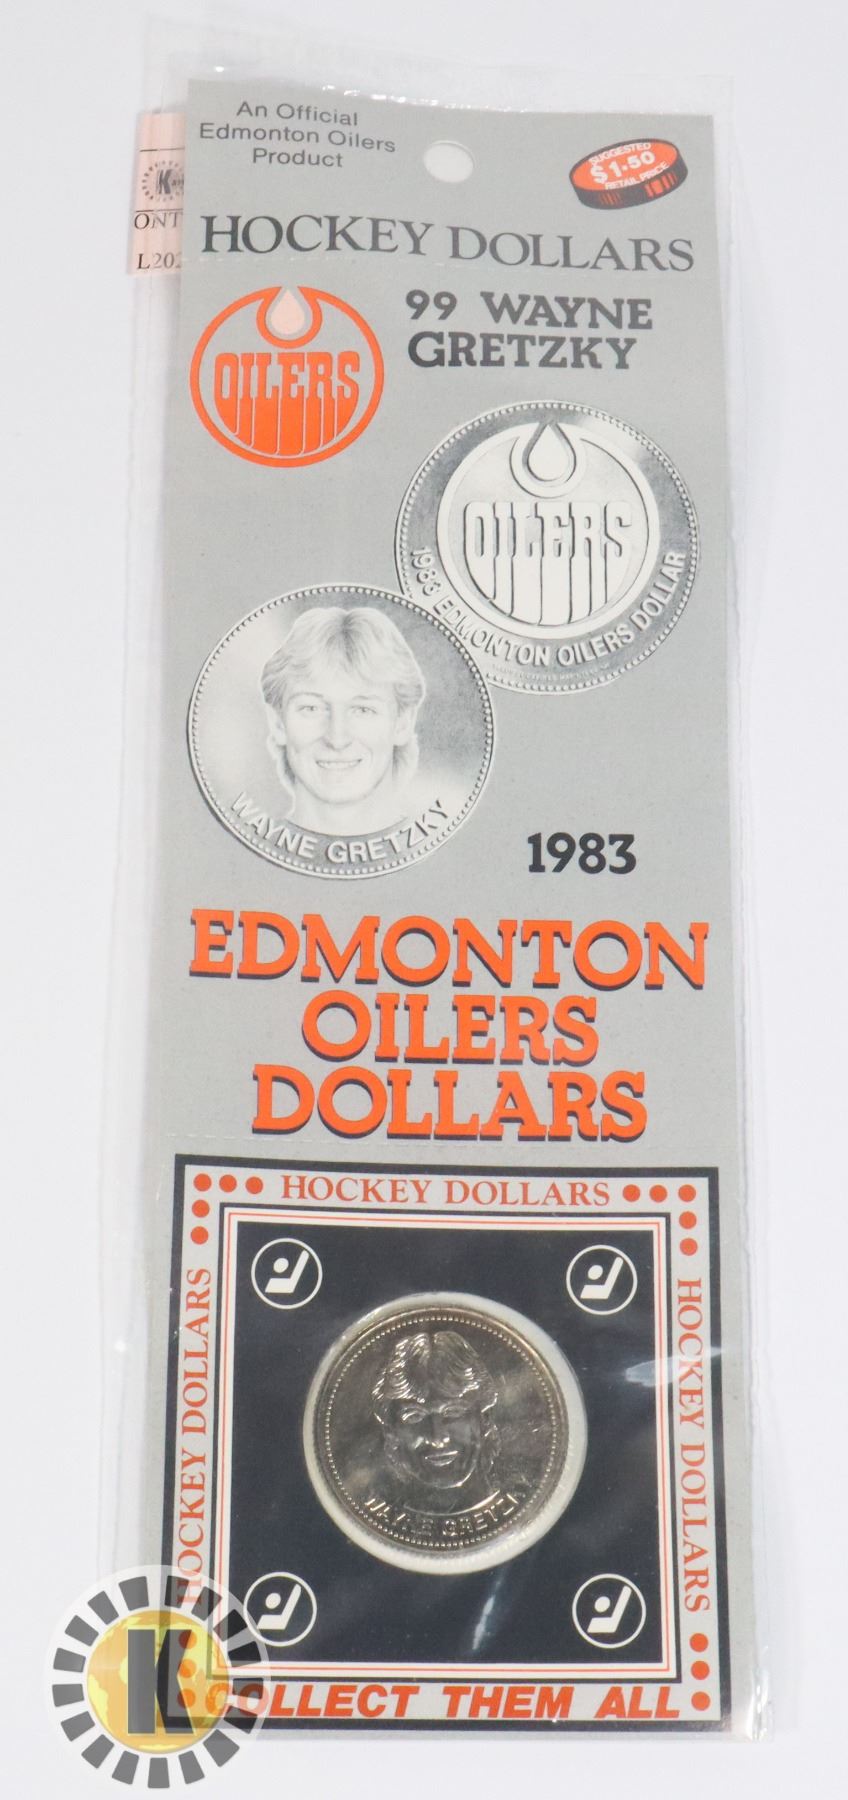 An Official
Edmonton Oilers
Product
SUGGESTED
$1.50
RETAIL PRICE
ONT
L202
HOCKEY DOLLARS
OILERS
99 WAYNE
GRETZKY
OILERS
1983 EDMONTON OILERS DOLLAR
WAYNE GRETZKY
1983
EDMONTON
OILERS
DOLLARS
HOCKEY DOLLARS
HOCKEY DOLLARS
HOCKEY DOLLARS
WAYNE GRETZKY
COLLECT THEM ALL
K